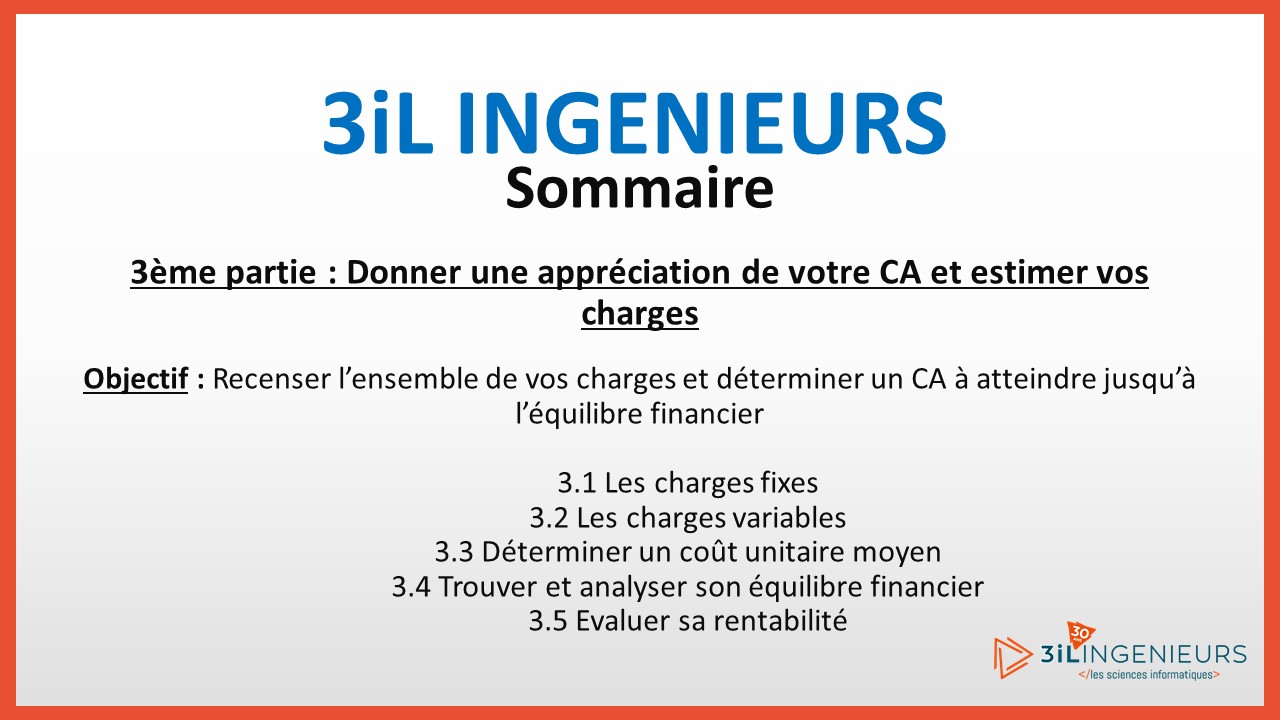 3iL INGENIEURS
Sommaire
3ème partie : Donner une appréciation de votre CA et estimer vos
charges
Objectif : Recenser l’ensemble de vos charges et déterminer un CA à atteindre jusqu’à
l’équilibre financier
3.1 Les charges fixes
3.2 Les charges variables
3.3 Déterminer un coût unitaire moyen
3.4 Trouver et analyser son équilibre financier
3.5 Evaluer sa rentabilité
30
3iLINGENIEURS
</les sciences informatiques>